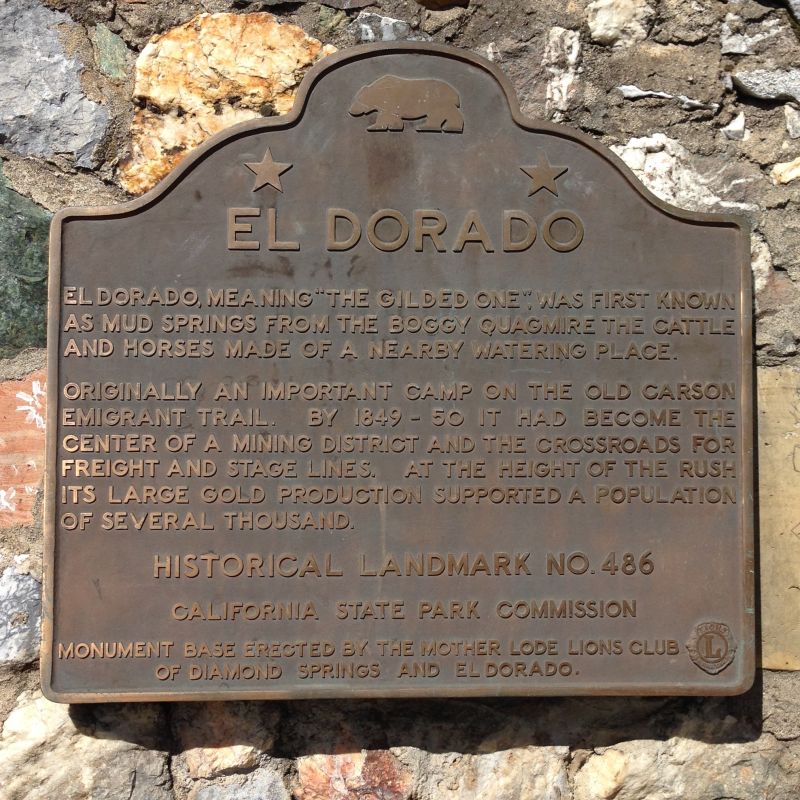 EL DORADO
EL DORADO, MEANING "THE GILDED ONE", WAS FIRST KNOWN
AS MUD SPRINGS FROM THE BOGGY QUAGMIRE THE CATTLE
AND HORSES MADE OF A NEARBY WATERING PLACE.
ORIGINALLY AN IMPORTANT CAMP ON THE OLD CARSON
EMIGRANT TRAIL. BY 1849 - 50 IT HAD BECOME THE
CENTER OF A MINING DISTRICT AND THE CROSSROADS FOR
FREIGHT AND STAGE LINES. AT THE HEIGHT OF THE RUSH
ITS LARGE GOLD PRODUCTION SUPPORTED A POPULATION
OF SEVERAL THOUSAND.
HISTORICAL LANDMARK NO. 486
CALIFORNIA STATE PARK COMMISSION
MONUMENT BASE ERECTED BY THE MOTHER LODE LIONS CLUB
OF DIAMOND SPRINGS AND EL DORADO.
LIONS
L